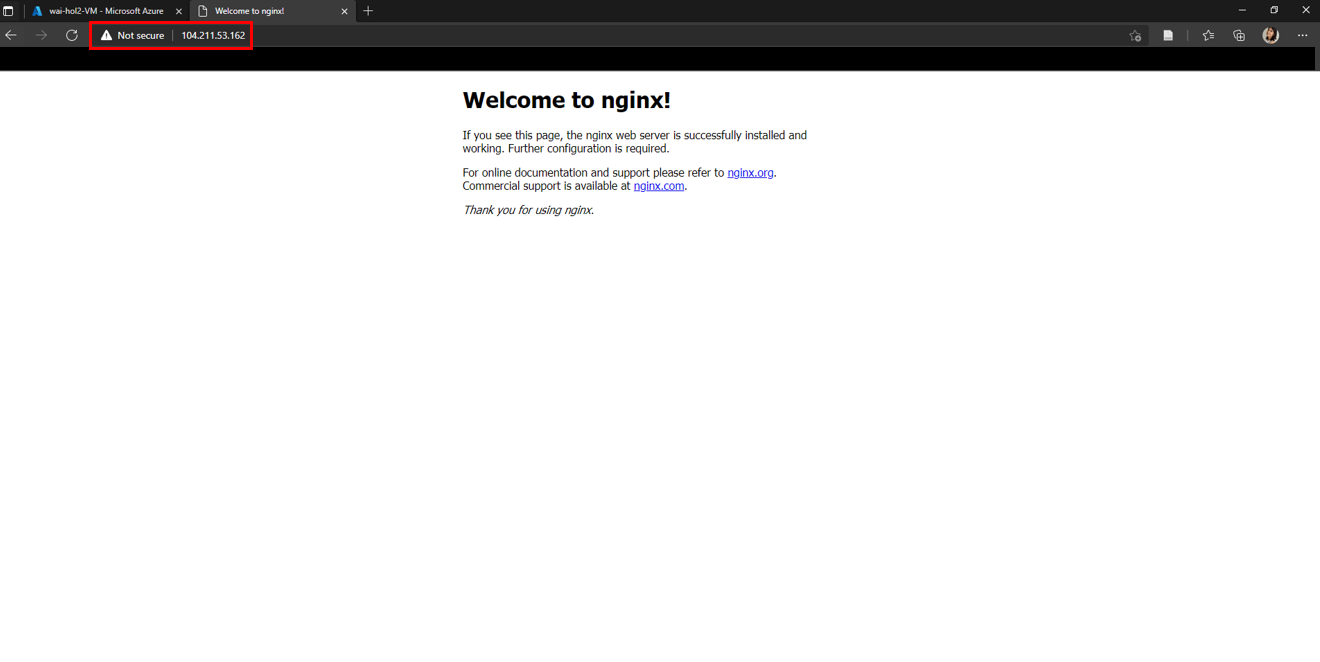 wai-hol2-VM - Microsoft Azure
Welcome to nginx!
Not secure
104.211.53.162
Welcome to nginx!
If you see this page, the nginx web server is successfully installed and
working. Further configuration is required.
For online documentation and support please refer to nginx.org.
Commercial support is available at nginx.com.
Thank you for using nginx.